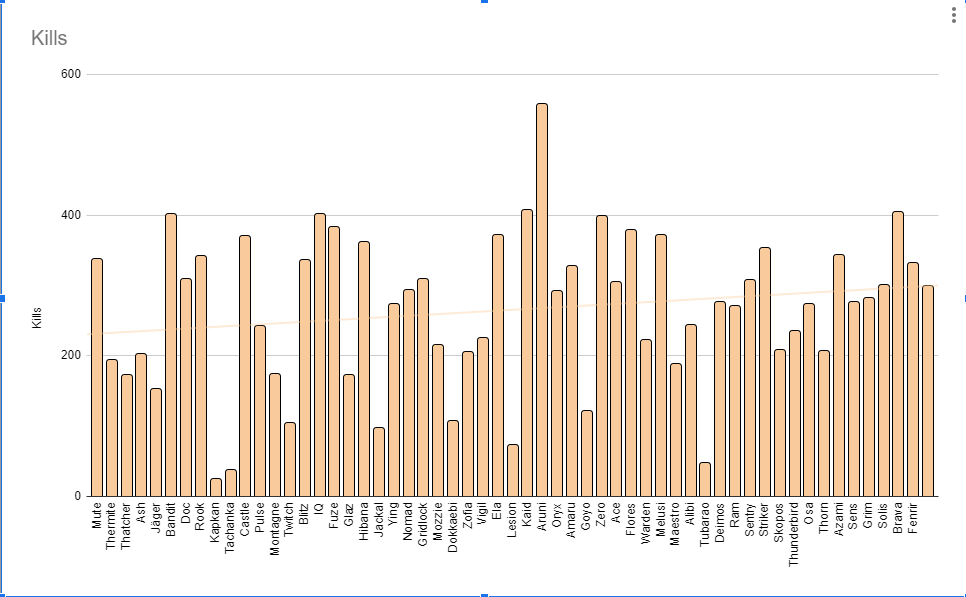 Kills
600
400
200
0
Kills
Mute
Thermite
Thatcher
Ash
Jäger
Bandit
Doc
Rook
Kapkan
Tachanka
Castle
Pulse
Montagne
Twitch
Blitz
IQ
Fuze
Glaz
Hibana
Jackal
Ying
Nomad
Gridlock
Mozzie
Dokkaebi
Zofia
Vigil
Ela
Lesion
Kaid
Aruni
Oryx
Amaru
Goyo
Zero
Ace
Flores
Warden
Melusi
Maestro
Alibi
Tubarao
Deimos
Ram
Sentry
Striker
Skopos
Thunderbird
Osa
Thorn
Azami
Sens
Grim
Solis
Brava
Fenrir